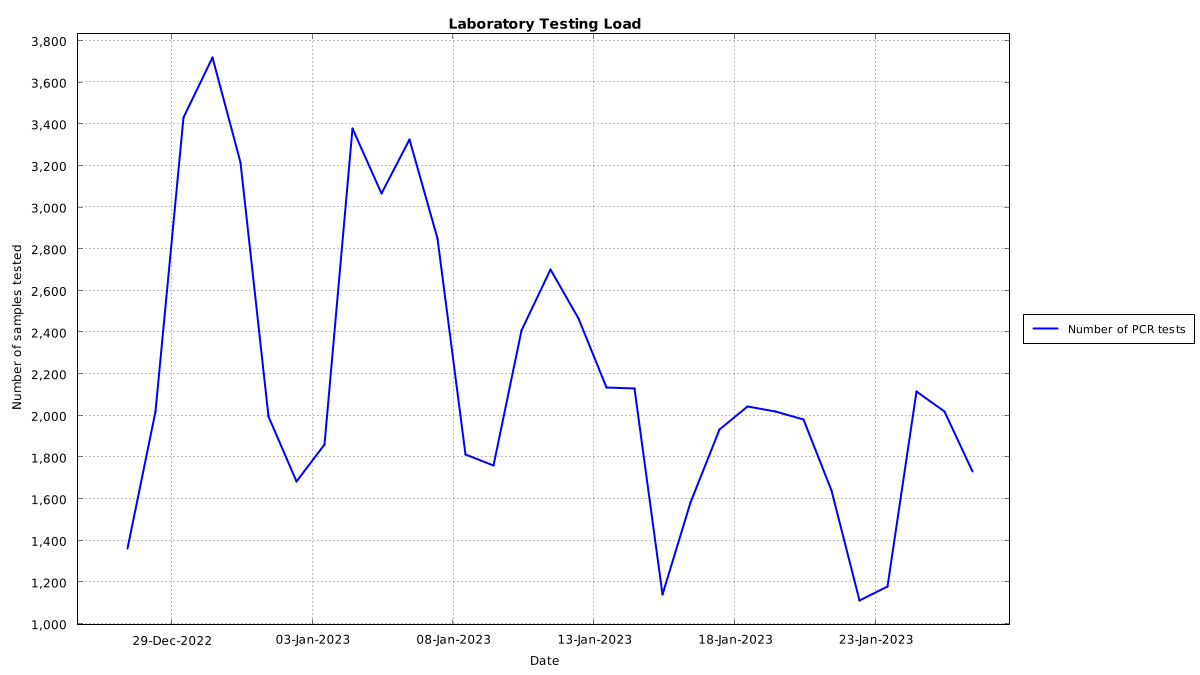 Laboratory Testing Load
3,800
3,600
3,400
3,200
3,000
2,800
2,600
2,400
2,200
2,000
1,800
1,600
1,400
1,200
1,000
Number of samples tested
29-Dec-2022
03-Jan-2023
08-Jan-2023
13-Jan-2023
18-Jan-2023
23-Jan-2023
Date
Number of PCR tests